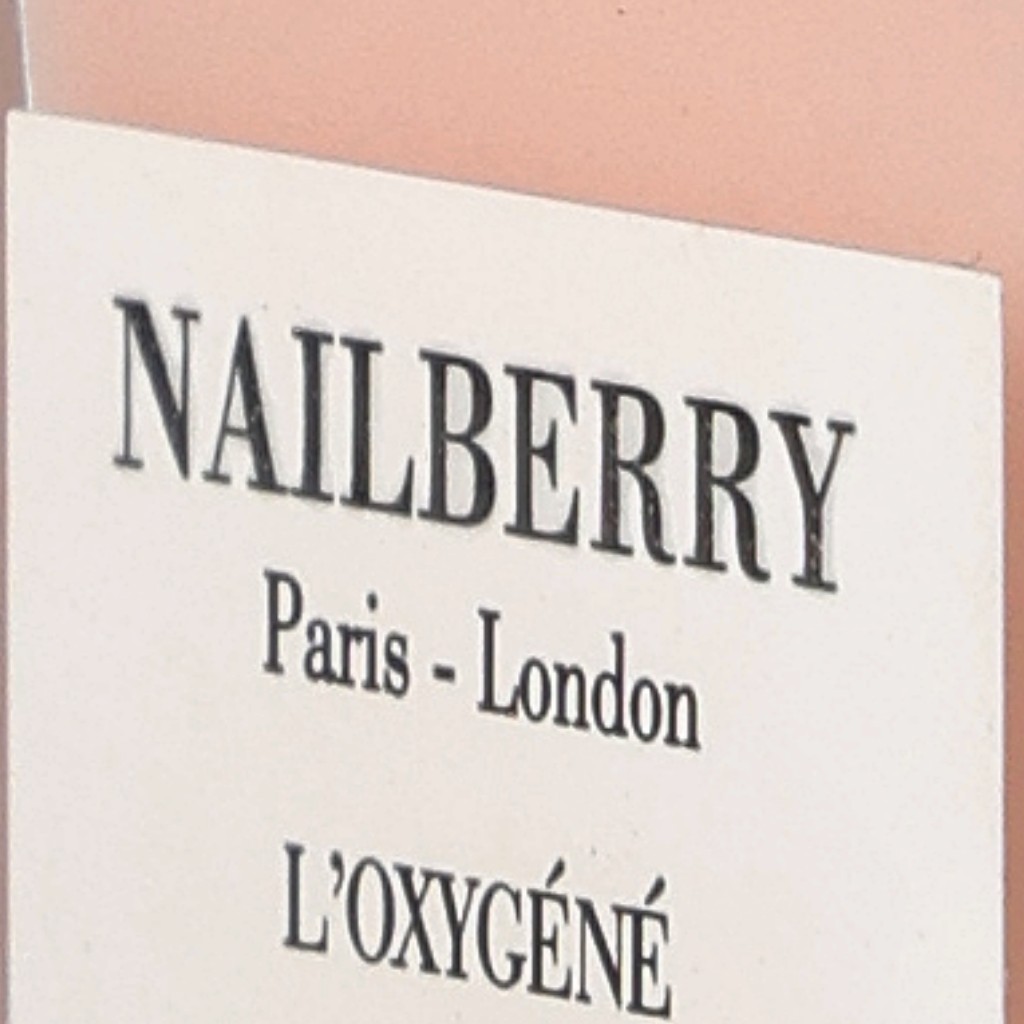 NAILBERRY
Paris - London
L'OXYGÉNÉ